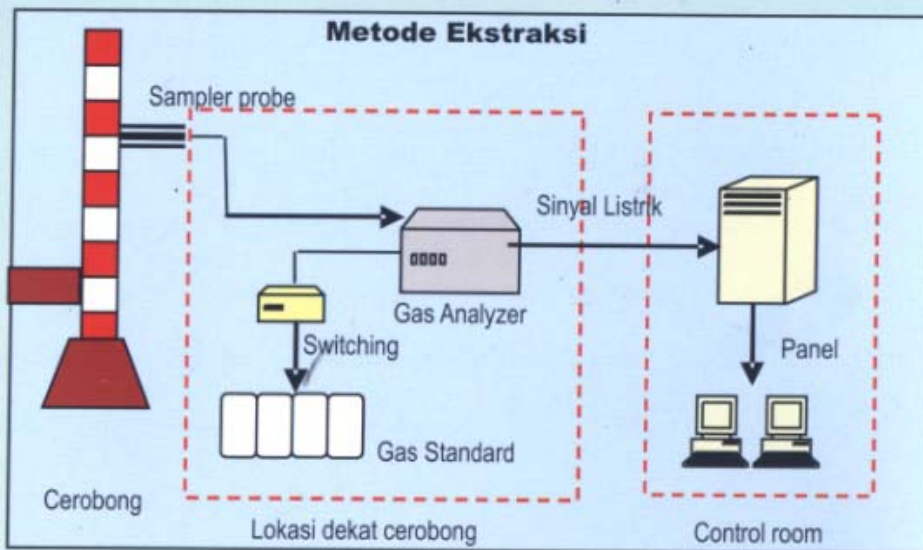 Metode Ekstraksi
Sampler probe
Sinyal Listrik
Gas Analyzer
Switching
Panel
Gas Standard
Cerobong
Lokasi dekat cerobong
Control room